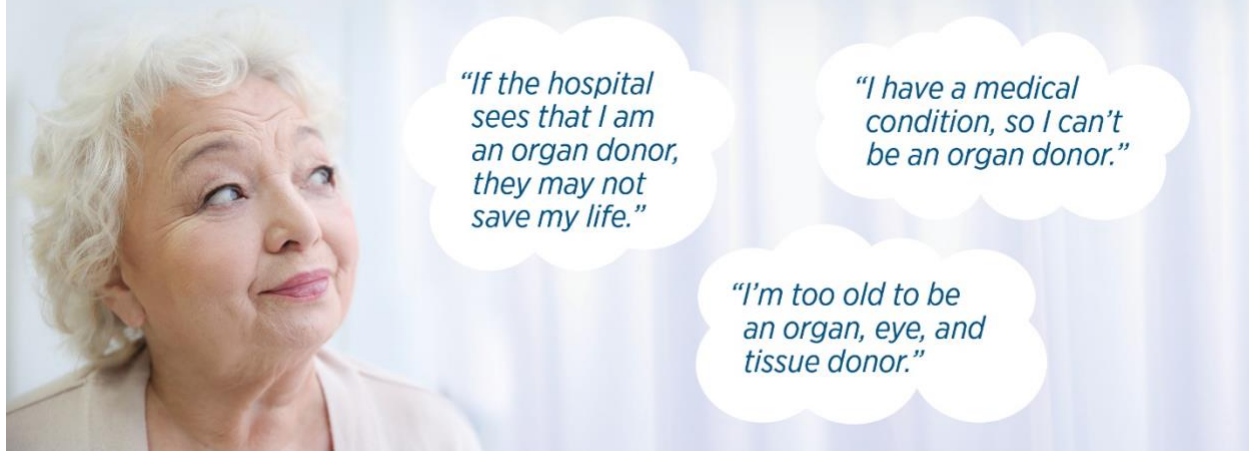 “If the hospital
sees that I am
an organ donor,
they may not
save my life.”
“I have a medical
condition, so I can’t
be an organ donor.”
“I’m too old to be
an organ, eye, and
tissue donor.”